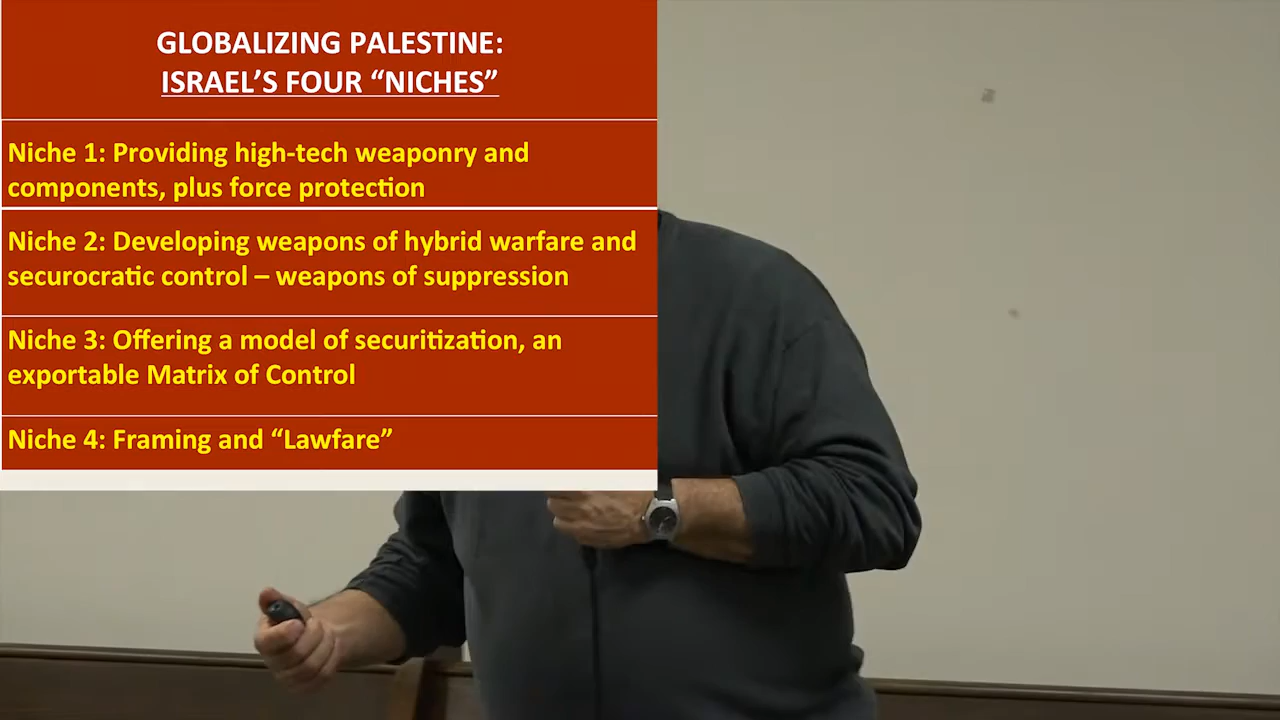 GLOBALIZING PALESTINE:
ISRAEL’S FOUR “NICHES”
Niche 1: Providing high-tech weaponry and
components, plus force protection
Niche 2: Developing weapons of hybrid warfare and
securocratic control – weapons of suppression
Niche 3: Offering a model of securitization, an
exportable Matrix of Control
Niche 4: Framing and “Lawfare”